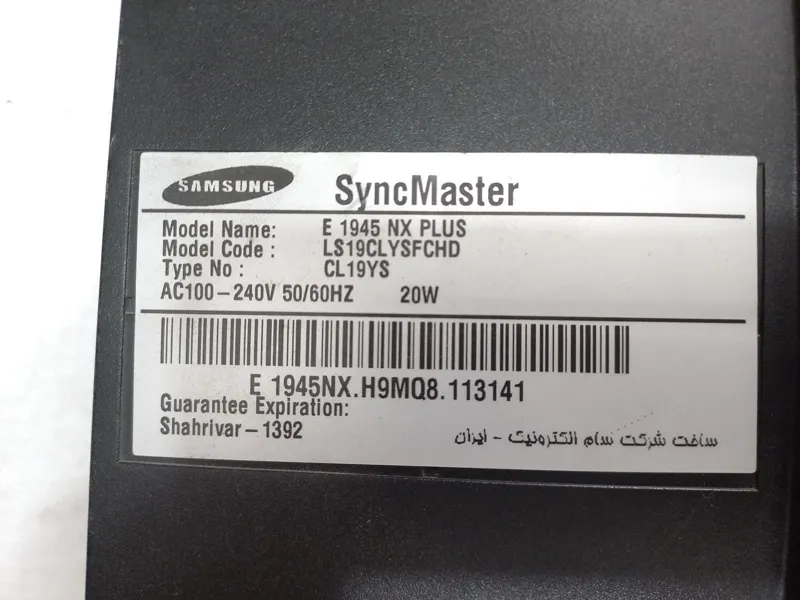 SAMSUNG SyncMaster
Model Name: E 1945 NX PLUS
Model Code : LS19CLYSFCHD
Type No : CL19YS
AC100-240V 50/60HZ 20W
E 1945NX.H9MQ8.113141
Guarantee Expiration:
Shahrivar-1392
ساخت شرکت سام الکترونیک - ایران